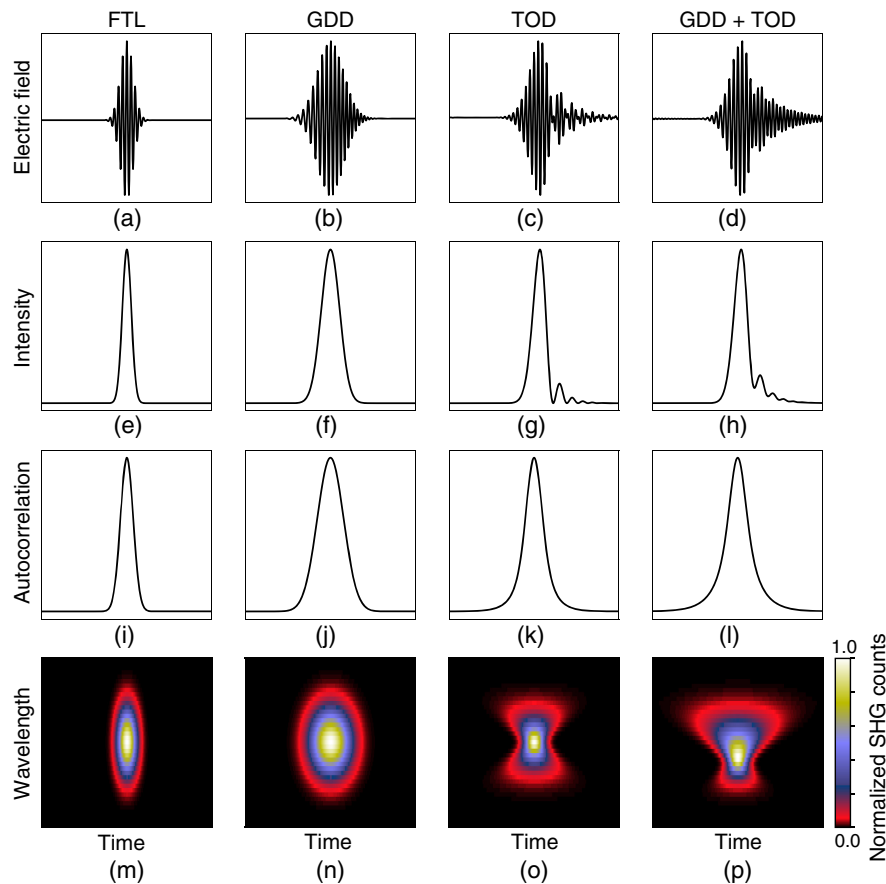 FTL GDD TOD GDD + TOD
Electric field
(a) (b) (c) (d)
Intensity
(e) (f) (g) (h)
Autocorrelation
(i) (j) (k) (l)
Wavelength
1.0
0.0
Normalized SHG counts
Time Time Time Time
(m) (n) (o) (p)